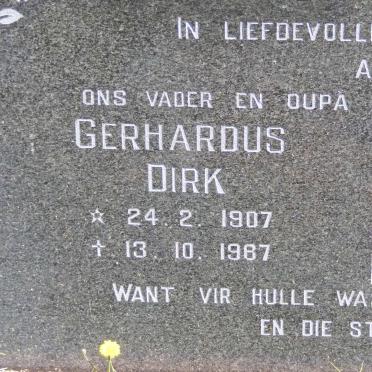 IN LIEFDEVOLLE
A
ONS VADER EN OUPA
GERHARDUS
DIRK
☆ 24. 2. 1907
✝ 13. 10. 1987
WANT VIR HULLE WA
EN DIE ST